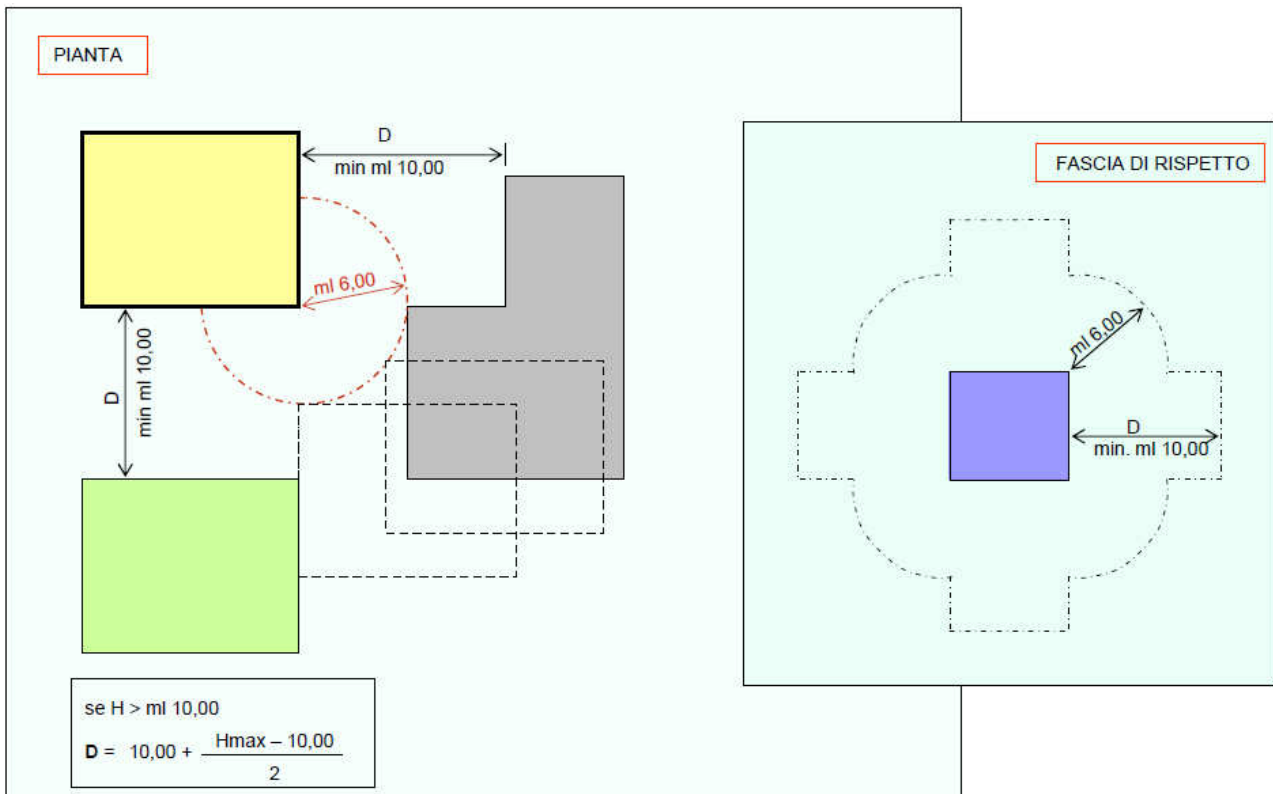 PIANTA
D
min ml 10,00
FASCIA DI RISPETTO
ml 6,00
D
min ml 10,00
ml 6,00
D
min. ml 10,00
se H > ml 10,00
D = 10,00 + Hmax – 10,00
2